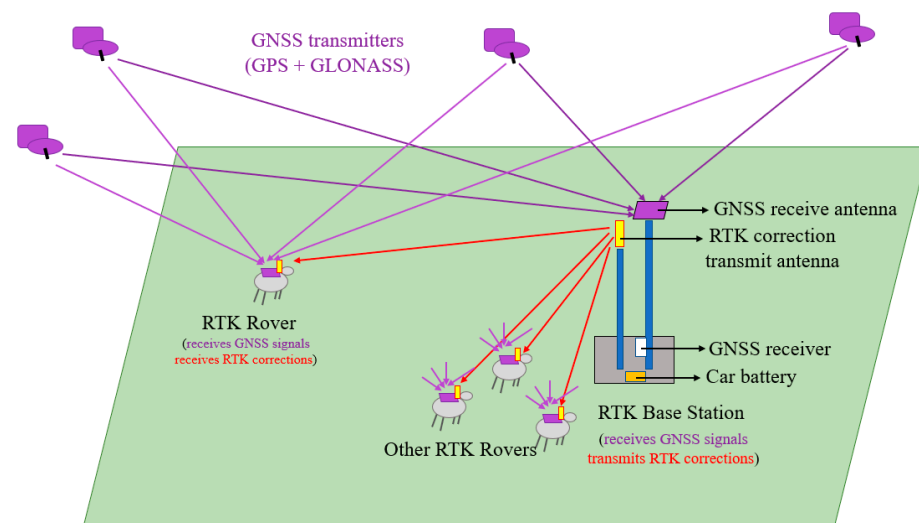 GNSS transmitters
(GPS + GLONASS)
GNSS receive antenna
RTK correction
transmit antenna
RTK Rover
(receives GNSS signals
receives RTK corrections)
GNSS receiver
Car battery
RTK Base Station
(receives GNSS signals
transmits RTK corrections)
Other RTK Rovers